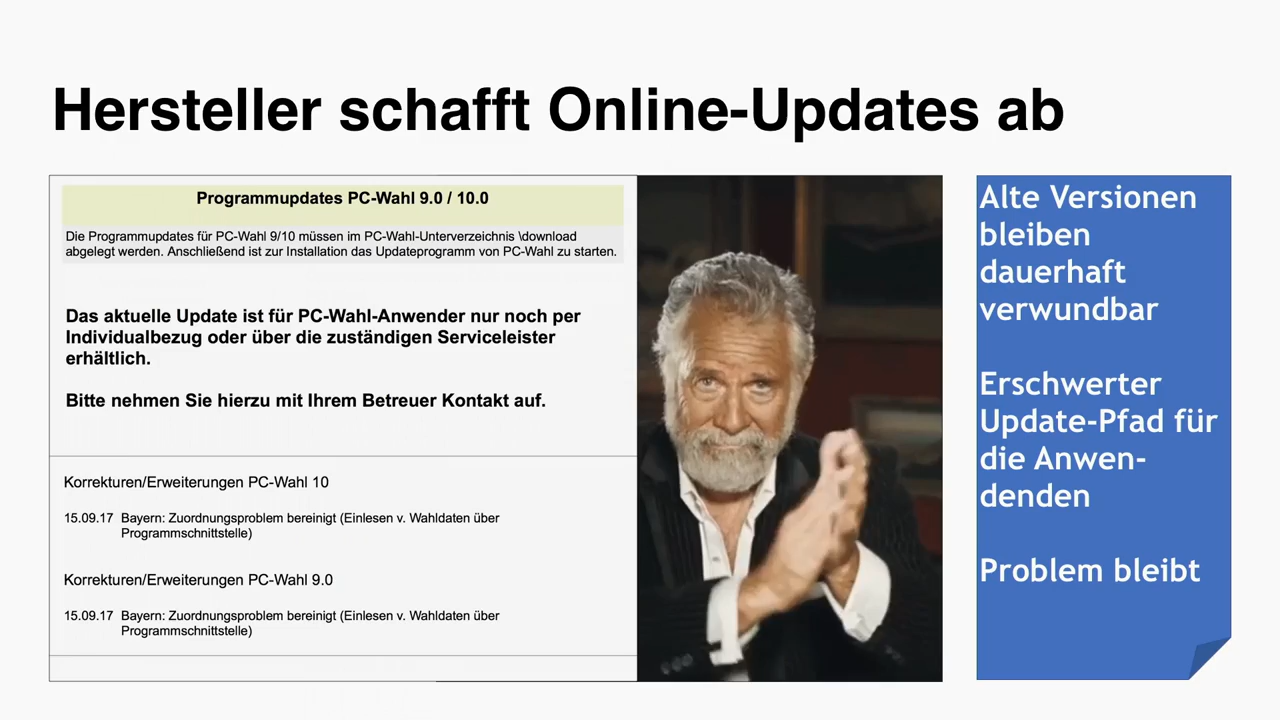 Hersteller schafft Online-Updates ab
Programmupdates PC-Wahl 9.0 / 10.0
Die Programmupdates für PC-Wahl 9/10 müssen im PC-Wahl-Unterverzeichnis \download
abgelegt werden. Anschließend ist zur Installation das Updateprogramm von PC-Wahl zu starten.
Das aktuelle Update ist für PC-Wahl-Anwender nur noch per
Individualbezug oder über die zuständigen Serviceleister
erhältlich.
Bitte nehmen Sie hierzu mit Ihrem Betreuer Kontakt auf.
Korrekturen/Erweiterungen PC-Wahl 10
15.09.17 Bayern: Zuordnungsproblem bereinigt (Einlesen v. Wahldaten über
Programmschnittstelle)
Korrekturen/Erweiterungen PC-Wahl 9.0
15.09.17 Bayern: Zuordnungsproblem bereinigt (Einlesen v. Wahldaten über
Programmschnittstelle)
Alte Versionen
bleiben
dauerhaft
verwundbar
Erschwerter
Update-Pfad für
die Anwen-
denden
Problem bleibt